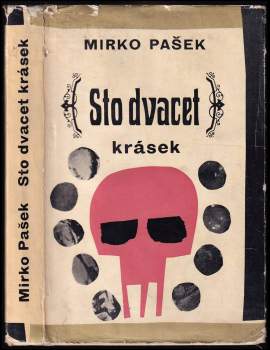 MIRKO PAŠEK
Sto dvacet
krásek
Mirko Pašek Sto dvacet krásek